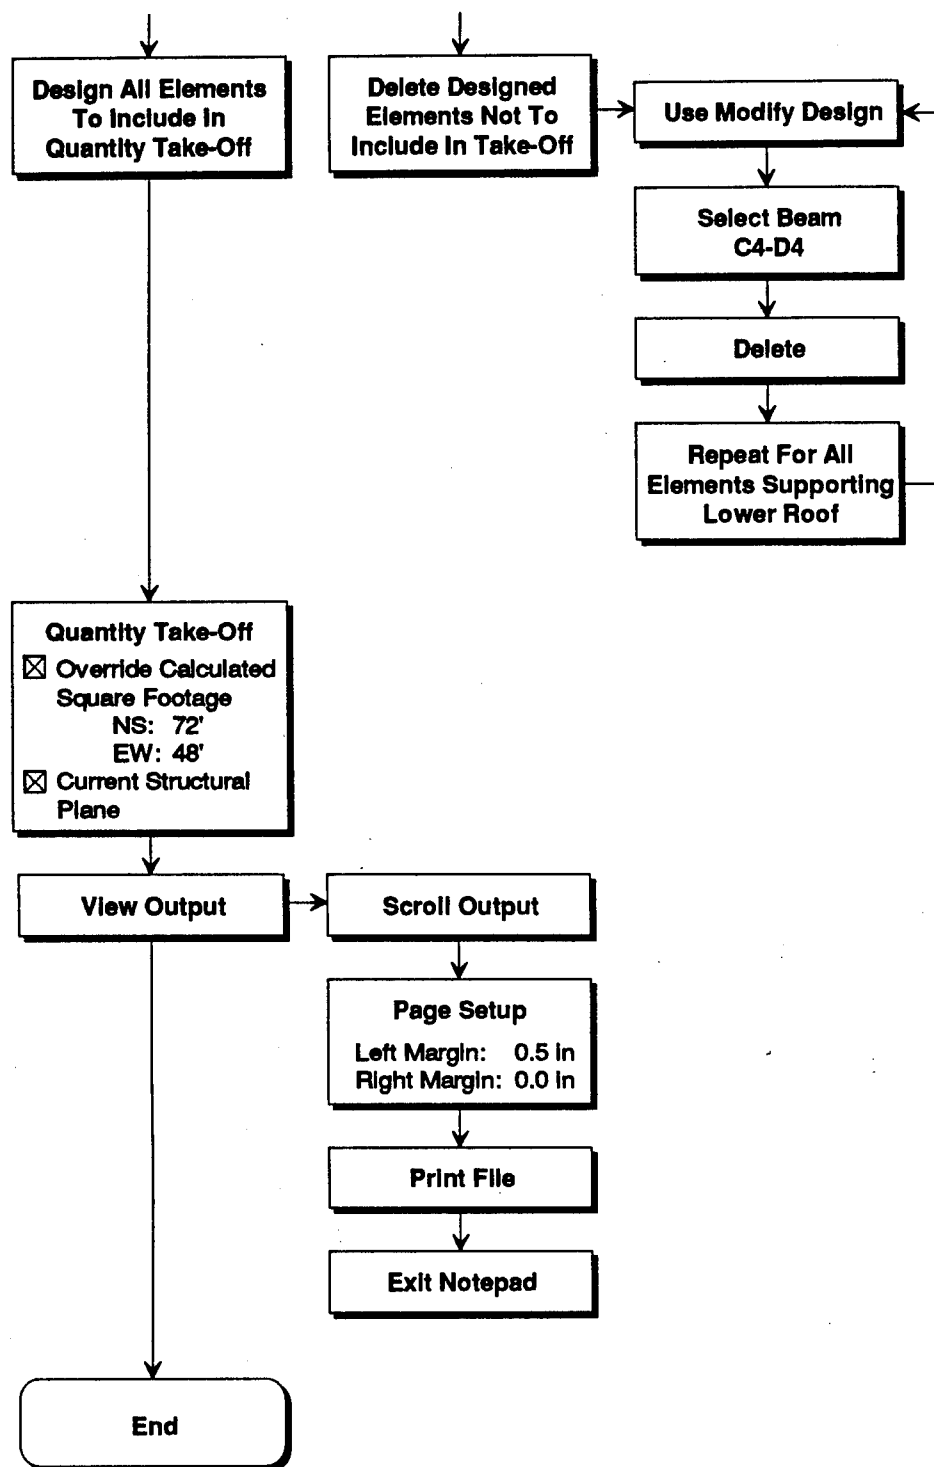 Design All Elements
To Include In
Quantity Take-Off
Delete Designed
Elements Not To
Include In Take-Off
Use Modify Design
Select Beam
C4-D4
Delete
Repeat For All
Elements Supporting
Lower Roof
Quantity Take-Off
Override Calculated
Square Footage
NS: 72'
EW: 48'
Current Structural
Plane
View Output
Scroll Output
Page Setup
Left Margin: 0.5 in
Right Margin: 0.0 in
Print File
Exit Notepad
End